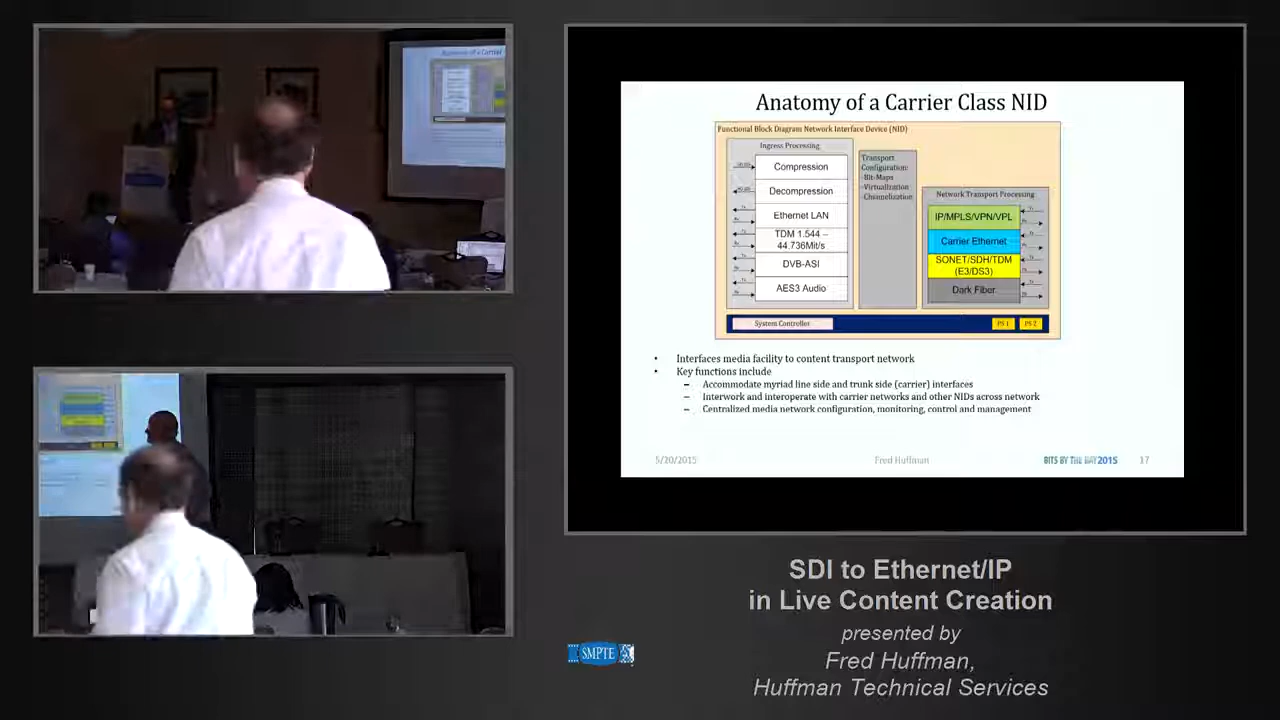 Anatomy of a Carrier Class NID
Functional Block Diagram Network Interface Device (NID)
Ingress Processing
Compression
Decompression
Ethernet LAN
TDM 1.544 –
44.736Mit/s
DVB-ASI
AES3 Audio
Transport
Configuration:
-Bit-Maps
-Virtualization
-Channelization
Network Transport Processing
IP/MPLS/VPN/VPL
Carrier Ethernet
SONET/SDH/TDM
(E3/DS3)
Dark Fiber
System Controller
PS 1
PS 2
• Interfaces media facility to content transport network
• Key functions include
– Accommodate myriad line side and trunk side (carrier) interfaces
– Interwork and interoperate with carrier networks and other NIDs across network
– Centralized media network configuration, monitoring, control and management
5/20/2015
Fred Huffman
BITS BY THE BAY2015
17
SDI to Ethernet/IP
in Live Content Creation
presented by
Fred Huffman,
Huffman Technical Services
SMPTE